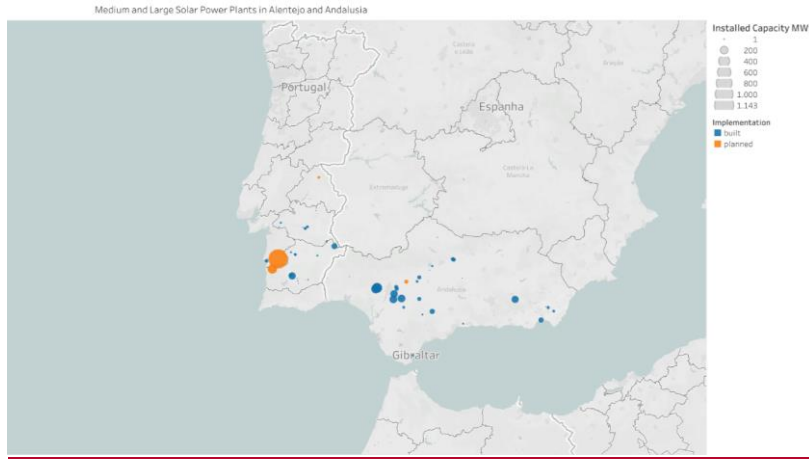 Medium and Large Solar Power Plants in Alentejo and Andalusia
Installed Capacity MW
1
200
400
600
800
1.000
1.143
Implementation
built
planned
Portugal
Espanha
Extremadura
Andaluzia
Gibraltar